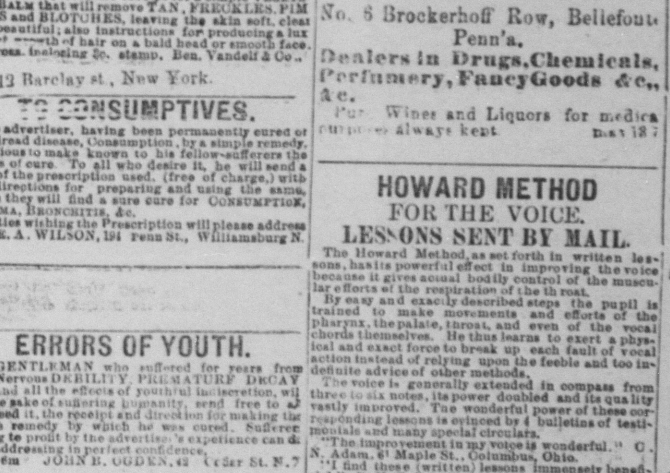 BALM that will remove TAN, FRECKLES, PIM
S and BLOTCHES, leaving the skin soft, clear
beautiful; also instructions for producing a lux
growth of hair on a bald head or smooth face.
inclosing 3c. stamp, Ben. Vandelf & Co.,
Barclay st., New York.
TO CONSUMPTIVES.
advertiser, having been permanently cured of
dread disease, Consumption, by a simple remedy,
ious to make known to his fellow-sufferers the
s of cure. To all who desire it, he will send a
of the prescription used, (free of charge,) with
directions for preparing and using the same,
they will find a sure cure for CONSUMPTION,
MA, BRONCHITIS, &c.
ties wishing the Prescription will please address
E. A. WILSON, 194 Penn St., Williamsburg N.
ERRORS OF YOUTH.
GENTLEMAN who suffered for years from
Nervous DEBILITY, PREMATURE DECAY
and all the effects of youthful indiscretion, wil
e sake of suffering humanity, send free to a
eed it, the receipt and direction for making the
remedy by which he was cured. Sufferer
g to profit by the advertiser's experience can d
ddressing in perfect confidence,
JOHN B. OGDEN, 42 Cedar St. N. Y
No. 6 Brockerhoff Row, Bellefonte
Penn'a.
Dealers in Drugs, Chemicals,
Perfumery, Fancy Goods &c.,
&c.
Pure Wines and Liquors for medica
purposes always kept.
HOWARD METHOD
FOR THE VOICE.
LESSONS SENT BY MAIL.
The Howard Method, as set forth in written les-
sons, has its powerful effect in improving the voice
because it gives actual bodily control of the muscu-
lar efforts of the respiration of the throat.
By easy and exactly described steps the pupil is
trained to make movements and efforts of the
pharynx, the palate, throat, and even of the vocal
chords themselves. He thus learns to exert a phys-
ical and exact force to break up each fault of vocal
action instead of relying upon the feeble and too in-
definite advice of other methods.
The voice is generally extended in compass from
three to six notes, its power doubled and its quality
vastly improved. The wonderful power of these cor-
responding lessons is evinced by 4 bulletins of testi-
monials and many special circulars.
"The improvement in my voice is wonderful." C.
N. Adam, 61 Maple St., Columbus, Ohio.
"I find these (written) lessons immensely benefi-